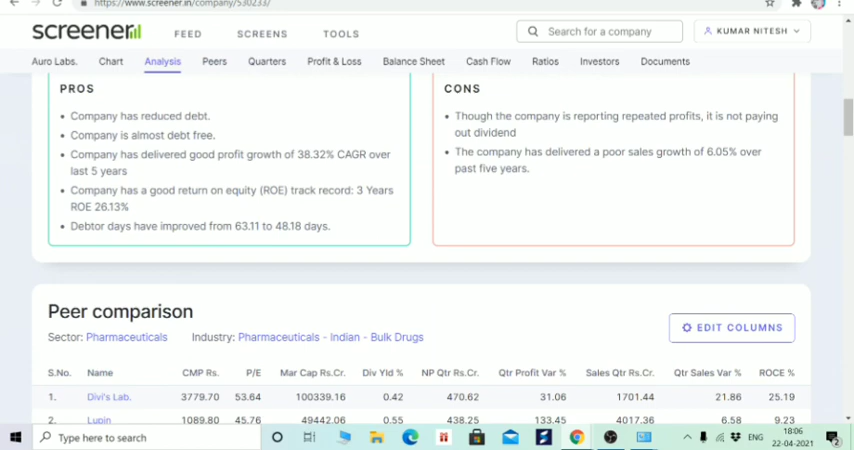 https://www.screener.in/company/530233/
screener FEED SCREENS TOOLS Search for a company KUMAR NITESH
Auro Labs. Chart Analysis Peers Quarters Profit & Loss Balance Sheet Cash Flow Ratios Investors Documents
PROS
• Company has reduced debt.
• Company is almost debt free.
• Company has delivered good profit growth of 38.32% CAGR over
last 5 years
• Company has a good return on equity (ROE) track record: 3 Years
ROE 26.13%
• Debtor days have improved from 63.11 to 48.18 days.
CONS
• Though the company is reporting repeated profits, it is not paying
out dividend
• The company has delivered a poor sales growth of 6.05% over
past five years.
Peer comparison
Sector: Pharmaceuticals Industry: Pharmaceuticals - Indian - Bulk Drugs
EDIT COLUMNS
S.No. Name CMP Rs. P/E Mar Cap Rs.Cr. Div Yld % NP Qtr Rs.Cr. Qtr Profit Var % Sales Qtr Rs.Cr. Qtr Sales Var % ROCE %
1. Divi's Lab. 3779.70 53.64 100339.16 0.42 470.62 31.06 1701.44 21.86 25.19
2. Lupin 1089.80 45.76 49442.06 0.55 438.25 133.45 4017.36 6.58 9.23
Type here to search
ENG
18:06
22-04-2021
2